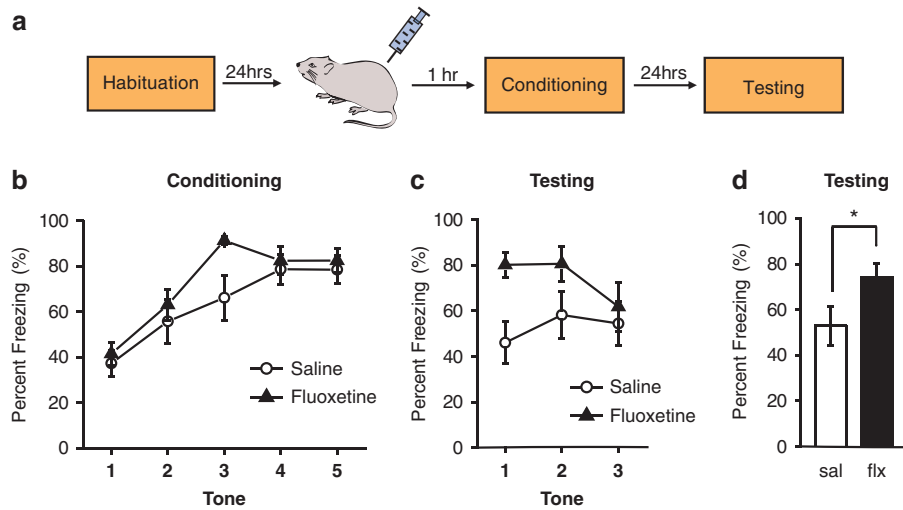 a
Habituation
24hrs
1 hr
Conditioning
24hrs
Testing
b
Conditioning
Percent Freezing (%)
100
80
60
40
20
0
Saline
Fluoxetine
1 2 3 4 5
Tone
c
Testing
Percent Freezing (%)
100
80
60
40
20
0
Saline
Fluoxetine
1 2 3
Tone
d
Testing
Percent Freezing (%)
100
80
60
40
20
0
*
sal flx